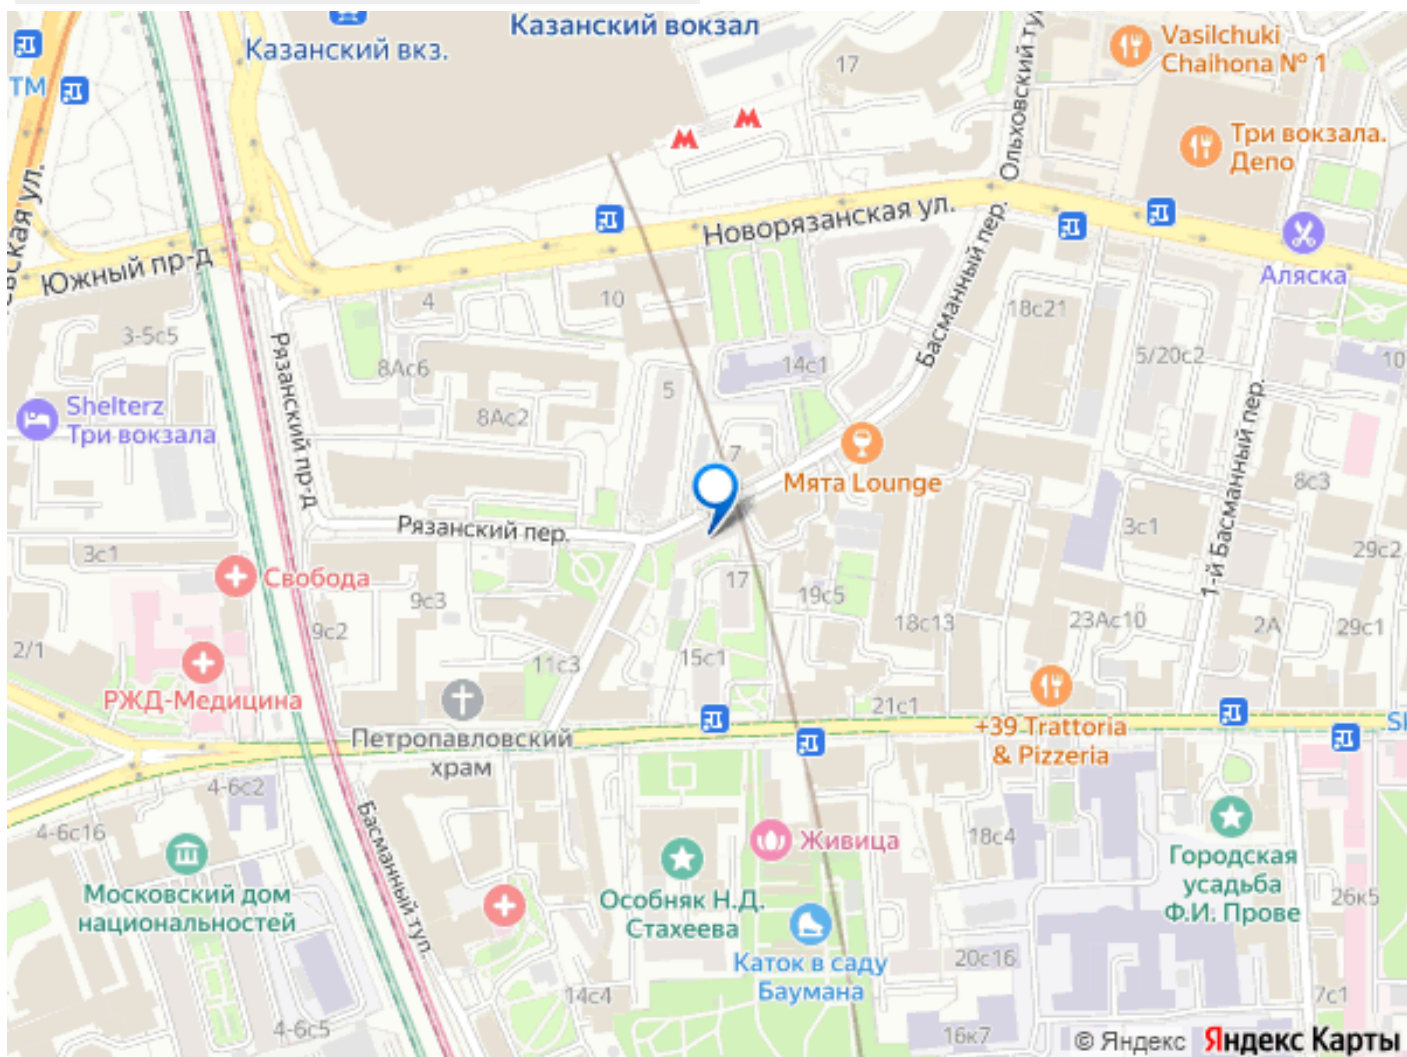 Казанский вокзал
Казанский вкз.
Vasilchuki
Chaihona № 1
17
ТМ
Ольховский ту
Три вокзала.
Депо
вская ул.
Новорязанская ул.
Южный пр-д
Аляска
Басманный пер.
4
10
18с21
3-5с5
Рязанский пр-д
8Ас6
14с1
5/20с2
10
5
Shelterz
Три вокзала
8Ас2
1-й Басманный пер.
7
Мята Lounge
8с3
Рязанский пер.
3с1
3с1
29с2
Свобода
17
9с3
19с5
9с2
18с13
23Ас10
2А
29с1
2/1
11с3
15с1
РЖД-Медицина
21с1
+39 Trattoria
& Pizzeria
Sk
Петропавловский
храм
4-6с2
4-6с16
Басманный туп.
18с4
Живица
Городская
усадьба
Ф.И. Прове
Московский дом
национальностей
Особняк Н.Д.
Стахеева
26к5
Каток в саду
Баумана
20с16
14с4
7с1
4-6с5
16к7
© Яндекс Яндекс Карты